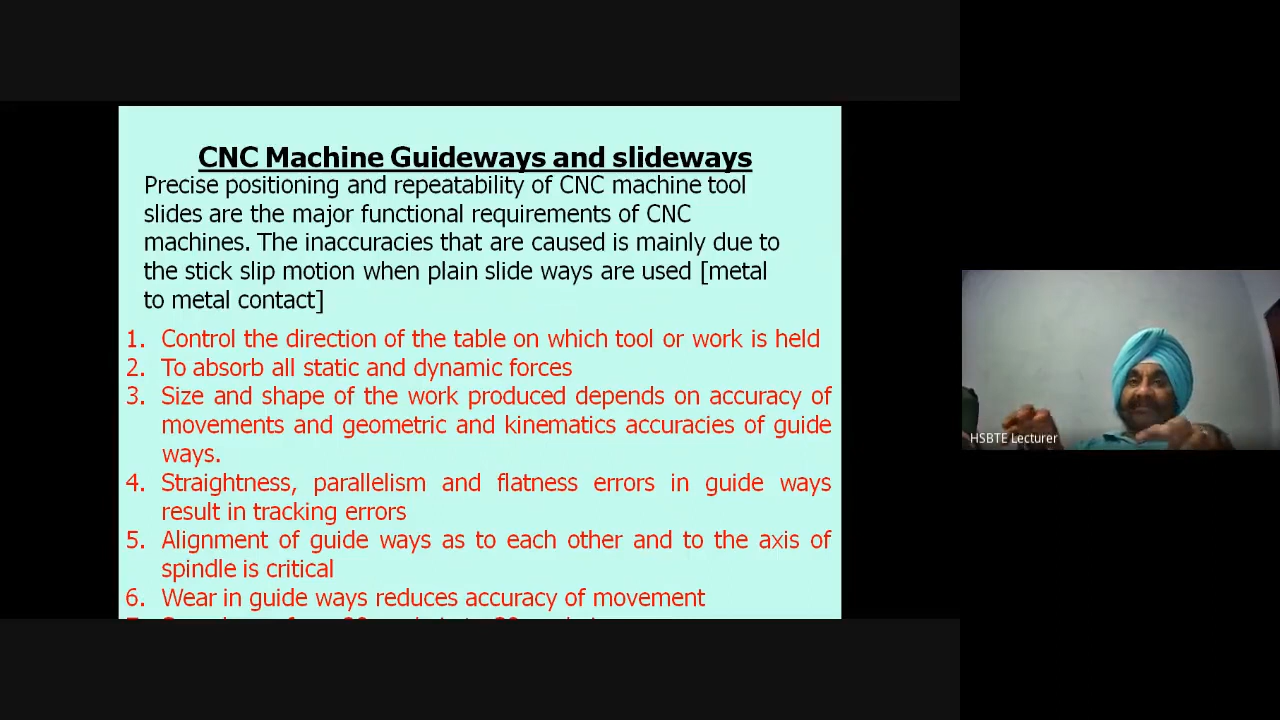 CNC Machine Guideways and slideways
Precise positioning and repeatability of CNC machine tool
slides are the major functional requirements of CNC
machines. The inaccuracies that are caused is mainly due to
the stick slip motion when plain slide ways are used [metal
to metal contact]
1. Control the direction of the table on which tool or work is held
2. To absorb all static and dynamic forces
3. Size and shape of the work produced depends on accuracy of
movements and geometric and kinematics accuracies of guide
ways.
4. Straightness, parallelism and flatness errors in guide ways
result in tracking errors
5. Alignment of guide ways as to each other and to the axis of
spindle is critical
6. Wear in guide ways reduces accuracy of movement
HSBTE Lecturer